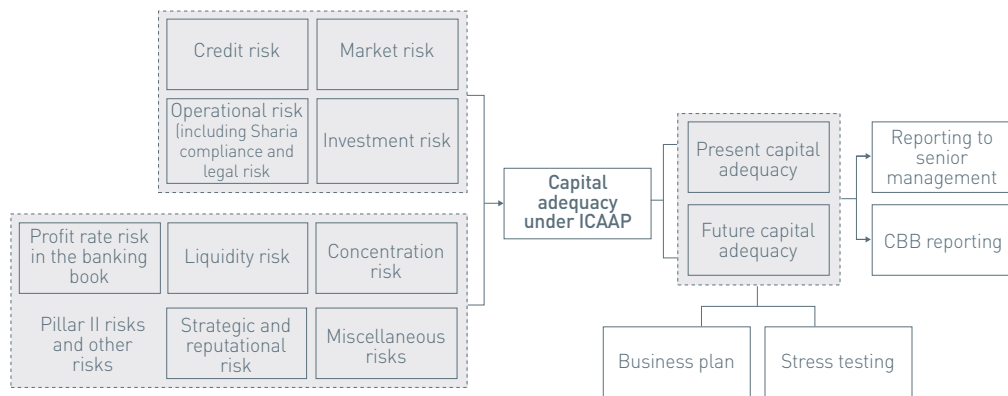 Credit risk
Market risk
Operational risk
(including Sharia
compliance and
legal risk
Investment risk
Profit rate risk
in the banking
book
Liquidity risk
Concentration
risk
Pillar II risks
and other
risks
Strategic and
reputational
risk
Miscellaneous
risks
Capital
adequacy
under ICAAP
Present capital
adequacy
Future capital
adequacy
Reporting to
senior
management
CBB reporting
Business plan
Stress testing